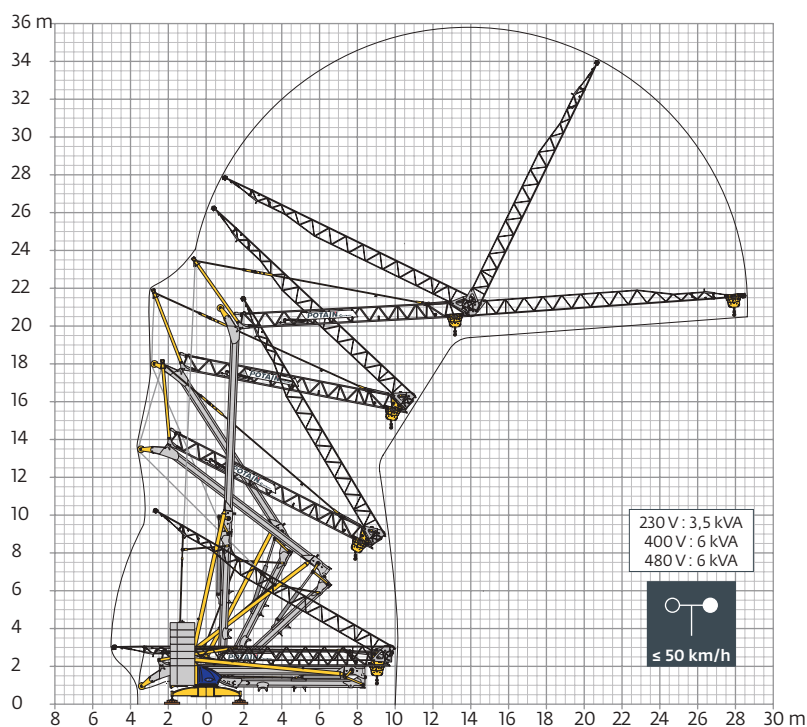 36 m
34
32
30
28
26
24
22
20
18
16
14
12
10
8
6
4
2
0
POTAIN
POTAIN
POTAIN
POTAIN
230 V : 3,5 kVA
400 V : 6 kVA
480 V : 6 kVA
≤ 50 km/h
8 6 4 2 0 2 4 6 8 10 12 14 16 18 20 22 24 26 28 30 m